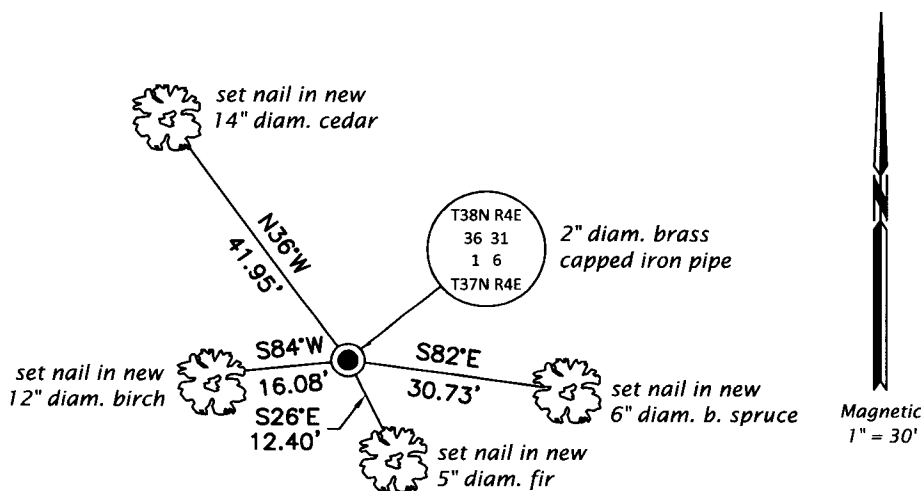 set nail in new
14" diam. cedar
N36°W
41.95'
T38N R4E
36 31
1 6
T37N R4E
2" diam. brass
capped iron pipe
N
set nail in new
12" diam. birch
S84°W
16.08'
S82°E
30.73'
set nail in new
6" diam. b. spruce
S26°E
12.40'
set nail in new
5" diam. fir
Magnetic
1" = 30'